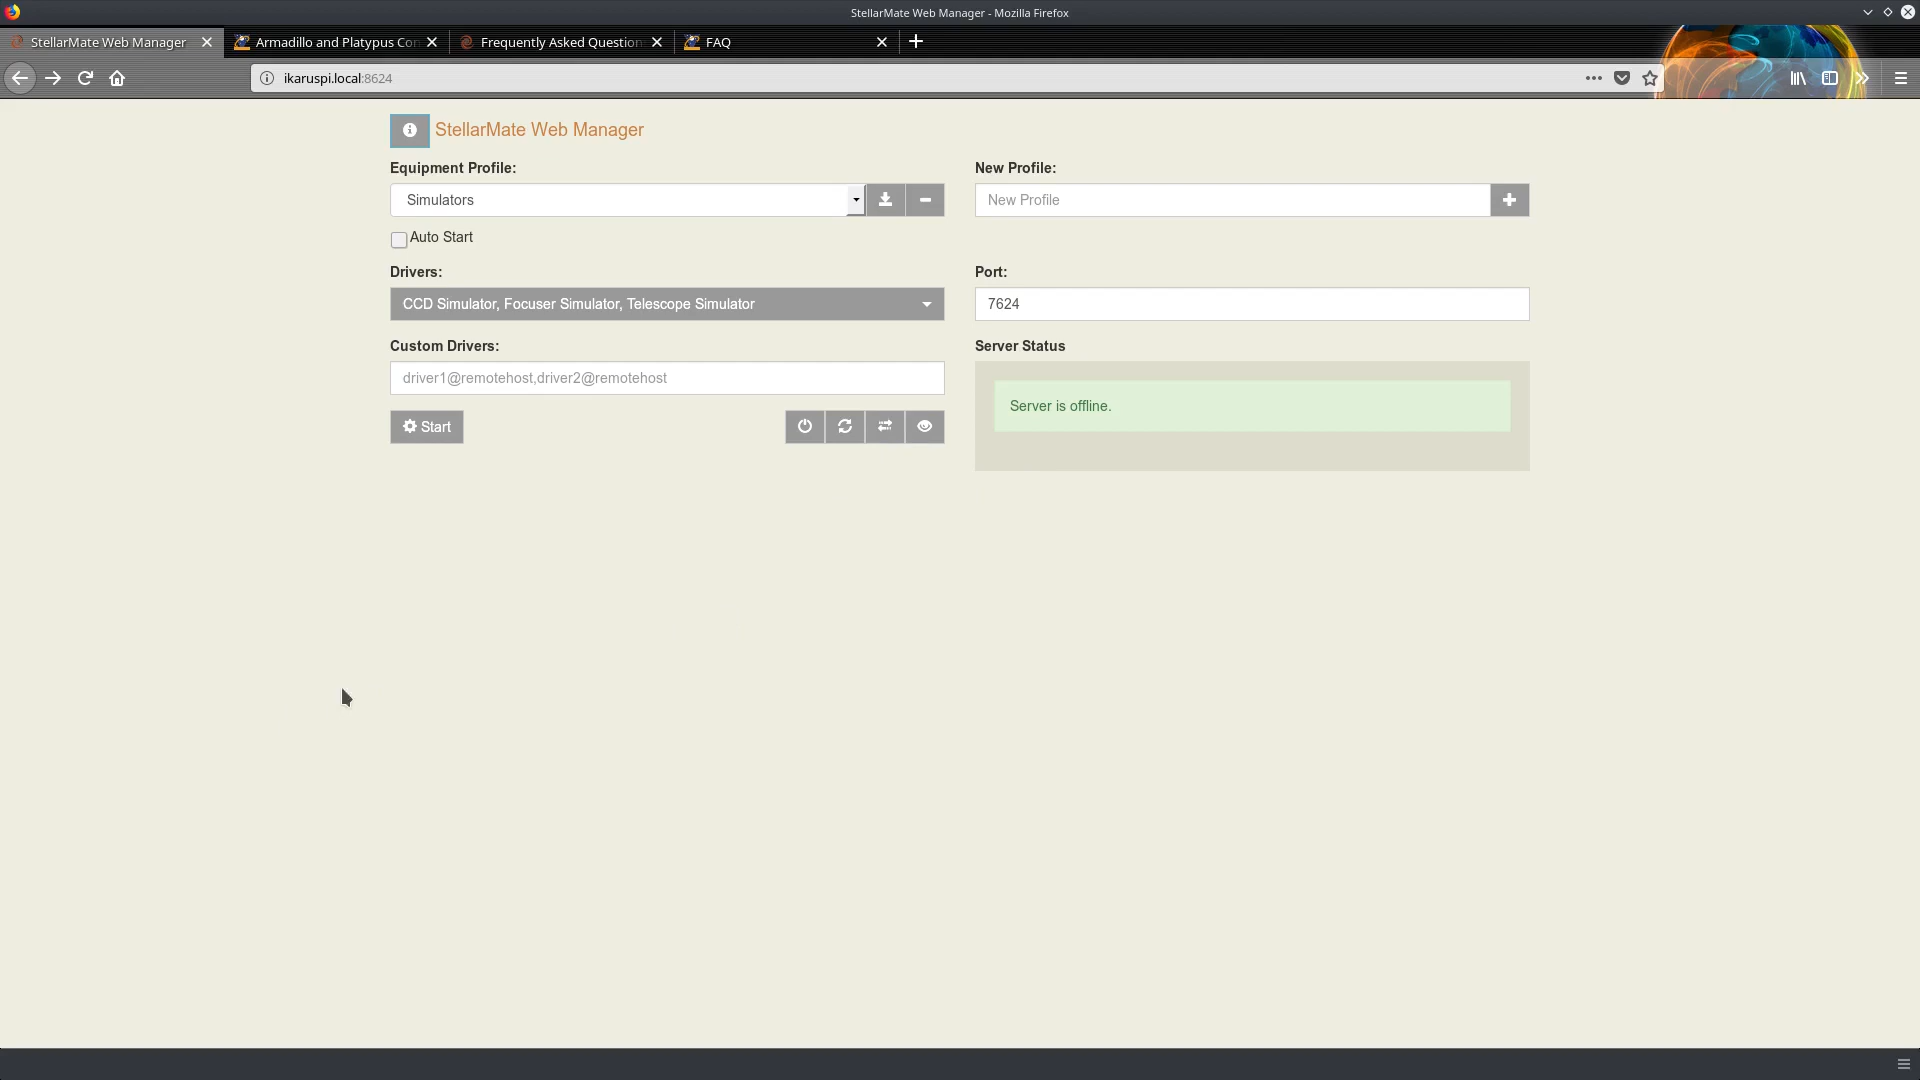 StellarMate Web Manager - Mozilla Firefox
StellarMate Web Manager
Armadillo and Platypus Con
Frequently Asked Question
FAQ
ikaruspi.local:8624
StellarMate Web Manager
Equipment Profile:
New Profile:
Simulators
New Profile
Auto Start
Drivers:
Port:
CCD Simulator, Focuser Simulator, Telescope Simulator
7624
Custom Drivers:
Server Status
driver1@remotehost,driver2@remotehost
Server is offline.
Start